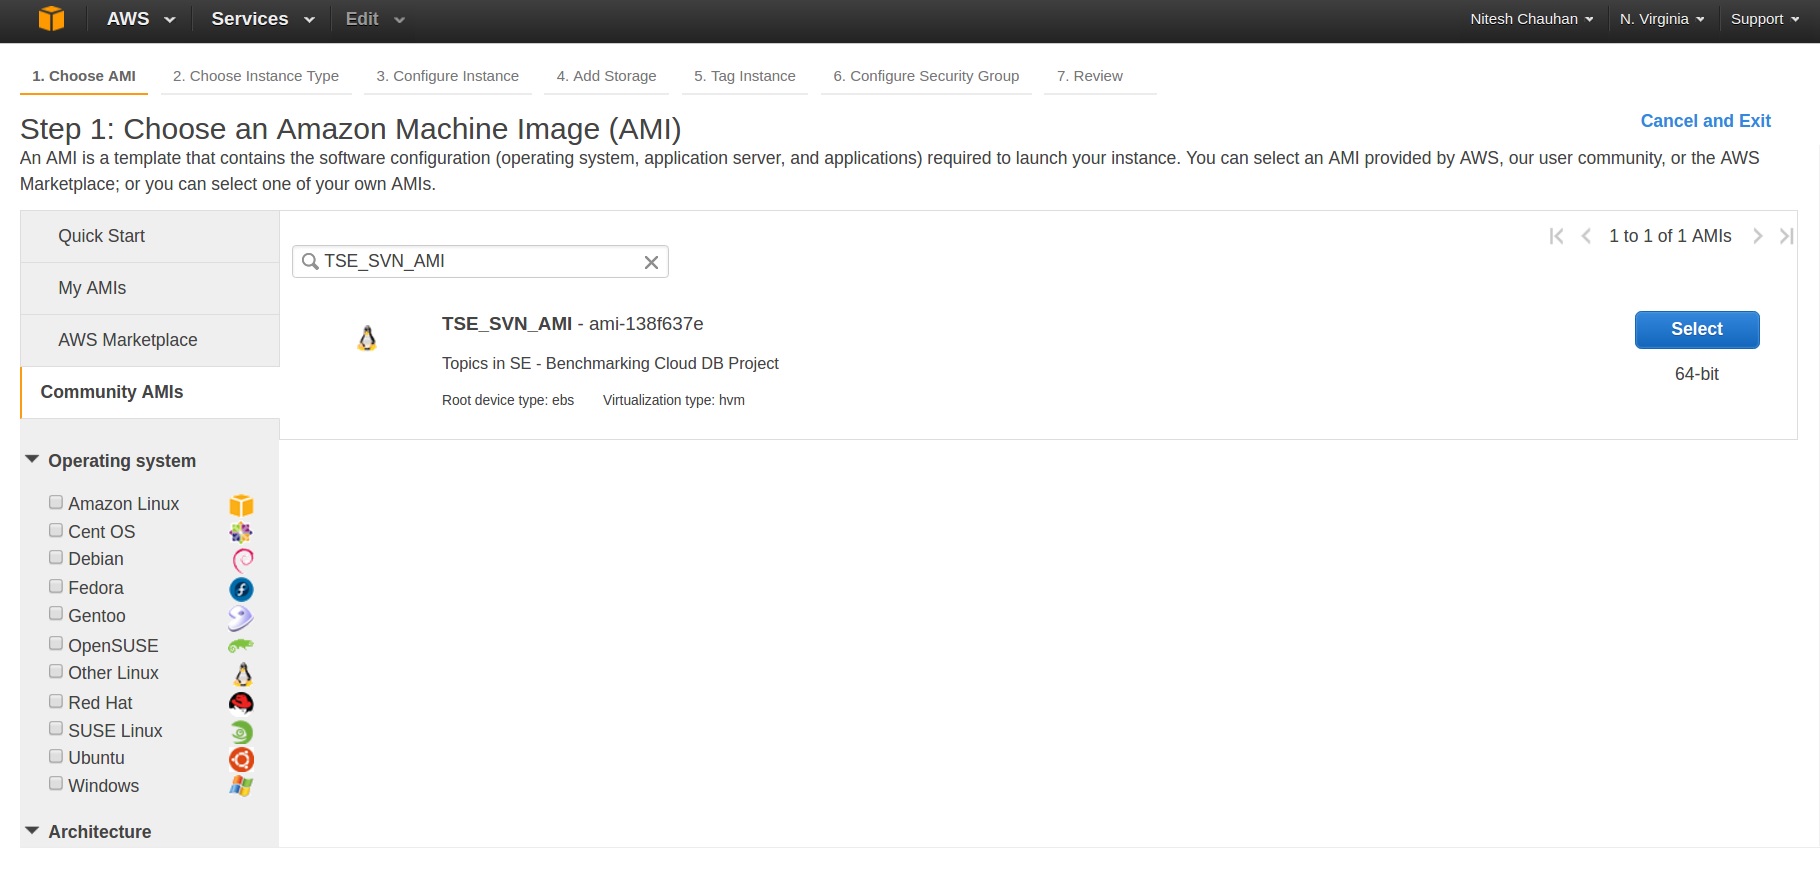 AWS Services Edit Nitesh Chauhan N. Virginia Support
1. Choose AMI 2. Choose Instance Type 3. Configure Instance 4. Add Storage 5. Tag Instance 6. Configure Security Group 7. Review
Step 1: Choose an Amazon Machine Image (AMI)
Cancel and Exit
An AMI is a template that contains the software configuration (operating system, application server, and applications) required to launch your instance. You can select an AMI provided by AWS, our user community, or the AWS
Marketplace; or you can select one of your own AMIs.
Quick Start
My AMIs
AWS Marketplace
Community AMIs
Operating system
Amazon Linux
Cent OS
Debian
Fedora
Gentoo
OpenSUSE
Other Linux
Red Hat
SUSE Linux
Ubuntu
Windows
Architecture
1 to 1 of 1 AMIs
TSE_SVN_AMI
TSE_SVN_AMI - ami-138f637e
Topics in SE - Benchmarking Cloud DB Project
Root device type: ebs Virtualization type: hvm
Select
64-bit